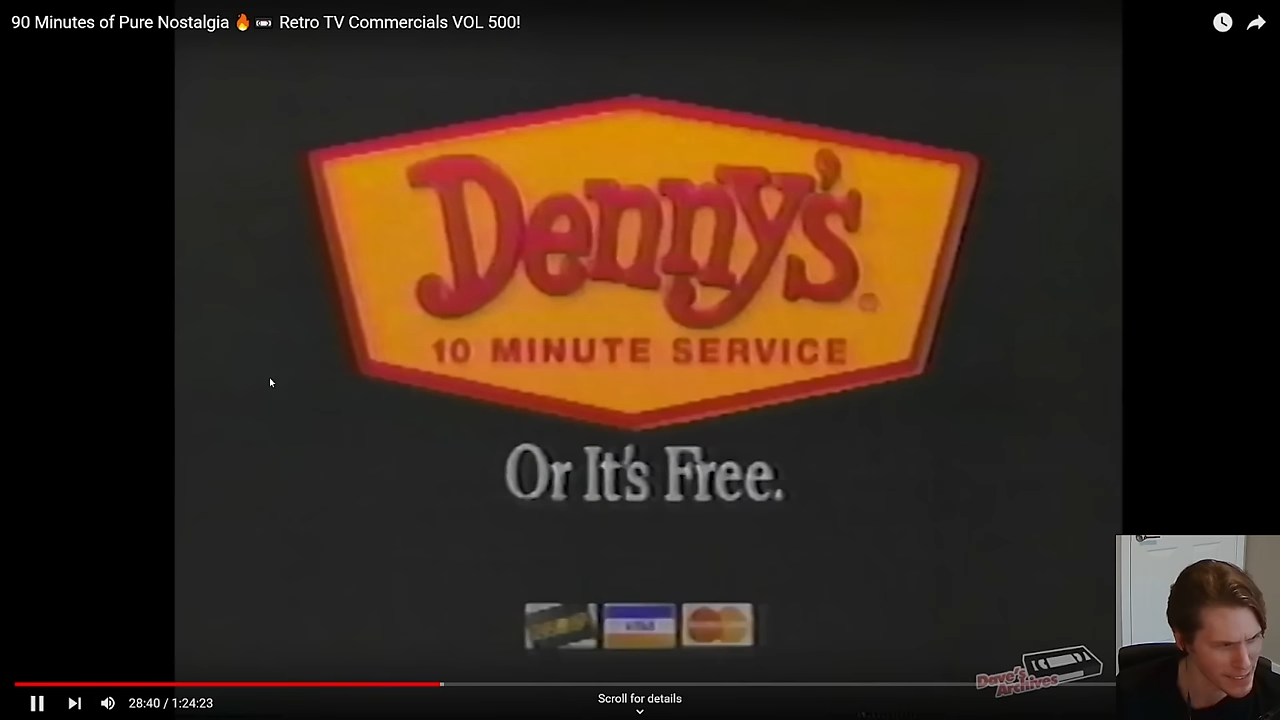 90 Minutes of Pure Nostalgia 🔥📼 Retro TV Commercials VOL 500!
Denny's®
10 MINUTE SERVICE
Or It's Free.
VISA
Dave's
Archives
28:40 / 1:24:23
Scroll for details